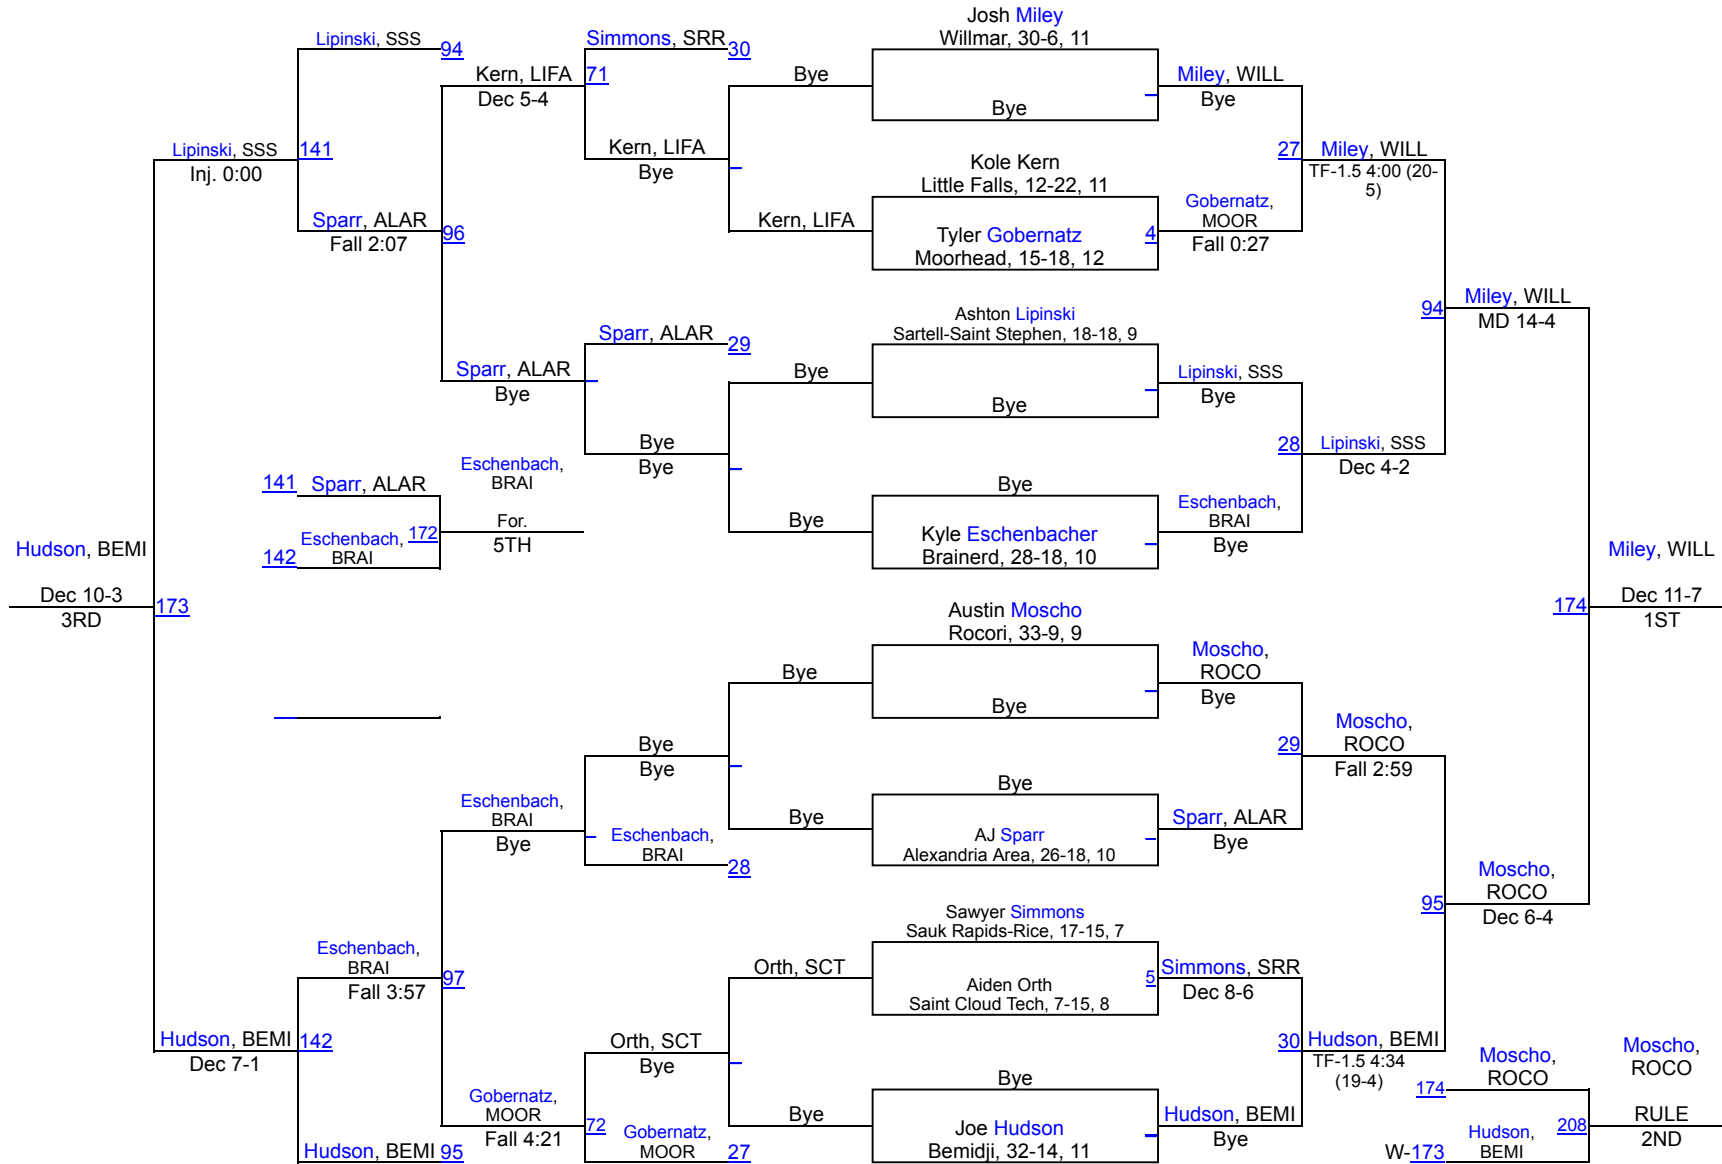 Josh Miley
Willmar, 30-6, 11
Bye
Kole Kern
Little Falls, 12-22, 11
Tyler Gobernatz
Moorhead, 15-18, 12
4
Ashton Lipinski
Sartell-Saint Stephen, 18-18, 9
Bye
Bye
Kyle Eschenbacher
Brainerd, 28-18, 10
Austin Moscho
Rocori, 33-9, 9
Bye
Bye
AJ Sparr
Alexandria Area, 26-18, 10
Sawyer Simmons
Sauk Rapids-Rice, 17-15, 7
Aiden Orth
Saint Cloud Tech, 7-15, 8
5
Bye
Joe Hudson
Bemidji, 32-14, 11
Miley, WILL
Bye
Gobernatz,
MOOR
Fall 0:27
Lipinski, SSS
Bye
Eschenbach,
BRAI
Bye
Moscho,
ROCO
Bye
Sparr, ALAR
Bye
Simmons, SRR
Dec 8-6
Hudson, BEMI
Bye
27
Miley, WILL
TF-1.5 4:00 (20-
5)
28
Lipinski, SSS
Dec 4-2
29
Moscho,
ROCO
Fall 2:59
30
Hudson, BEMI
TF-1.5 4:34
(19-4)
94
Miley, WILL
MD 14-4
95
Moscho,
ROCO
Dec 6-4
Miley, WILL
174
Dec 11-7
1ST
Moscho,
ROCO
174
Hudson,
BEMI
W-173
208
Moscho,
ROCO
RULE
2ND
Bye
Kern, LIFA
Bye
Bye
Bye
Bye
Orth, SCT
Bye
Simmons, SRR
30
Kern, LIFA
Bye
Sparr, ALAR
29
Bye
Bye
Bye
Bye
Eschenbach,
BRAI
28
Orth, SCT
Bye
Gobernatz,
MOOR
27
Kern, LIFA
71
Dec 5-4
Sparr, ALAR
Bye
Eschenbach,
BRAI
Bye
Gobernatz,
MOOR
72
Fall 4:21
Lipinski, SSS
94
Sparr, ALAR
96
Fall 2:07
Eschenbach,
BRAI
97
Fall 3:57
Hudson, BEMI
95
Lipinski, SSS
141
Inj. 0:00
Hudson, BEMI
142
Dec 7-1
141
Sparr, ALAR
142
Eschenbach,
BRAI
172
Eschenbach,
BRAI
For.
5TH
Hudson, BEMI
Dec 10-3
173
3RD